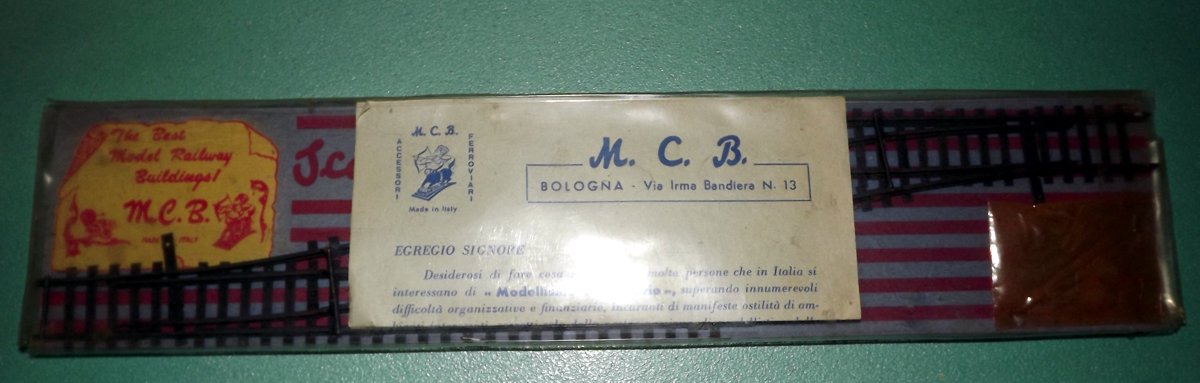 The Best
Model Railway
Buildings!
M.C.B.
MADE ITALY
M. C. B.
ACCESSORI
FERROVIARI
Made in Italy
M. C. B.
BOLOGNA - Via Irma Bandiera N. 13
EGREGIO SIGNORE
Desiderosi di fare cosa molte persone che in Italia si
interessano di „ Modellismo „, superando innumerevoli
difficoltà organizzative e finanziarie, incuranti di manifeste ostilità di am-